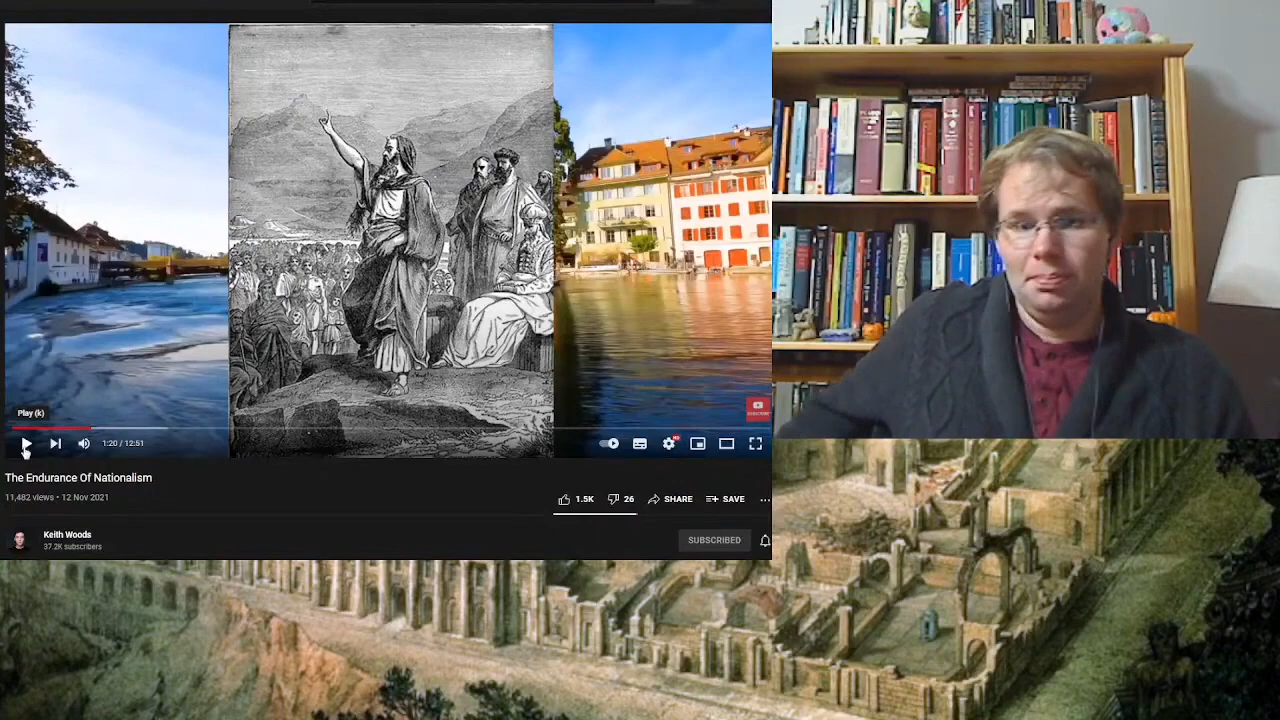 Play (k)
1:20 / 12:51
SUBSCRIBE
The Endurance Of Nationalism
11,482 views • 12 Nov 2021
1.5K
26
SHARE
SAVE
Keith Woods
37.2K subscribers
SUBSCRIBED